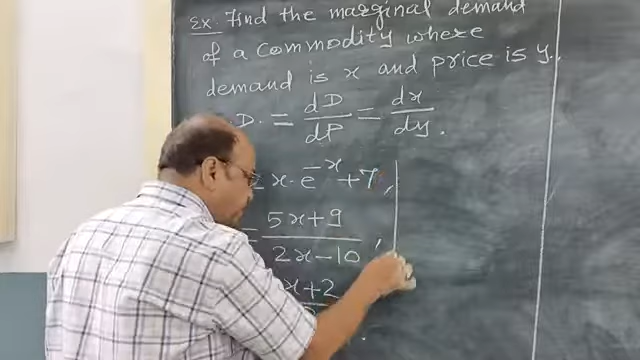 Ex: Find the marginal demand
of a commodity where
demand is x and price is y.
D. = dD/dP = dx/dy.
2x·e^-x + 7,
= 5x+9/2x-10,
x+2